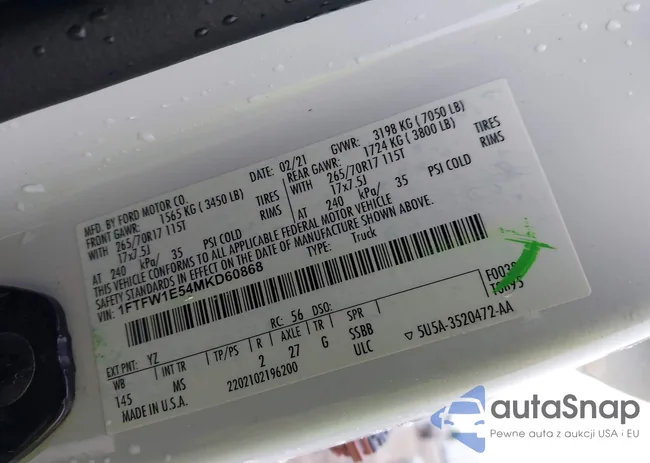 MFD. BY FORD MOTOR CO.
DATE: 02/21 GVWR: 3198 KG (7050 LB)
FRONT GAWR: 1565 KG (3450 LB) REAR GAWR: 1724 KG (3800 LB)
WITH 265/70R17 115T TIRES WITH 265/70R17 115T TIRES
17x7.5J RIMS 17x7.5J RIMS
AT 240 kPa/ 35 PSI COLD AT 240 kPa/ 35 PSI COLD
THIS VEHICLE CONFORMS TO ALL APPLICABLE FEDERAL MOTOR VEHICLE
SAFETY STANDARDS IN EFFECT ON THE DATE OF MANUFACTURE SHOWN ABOVE.
VIN: 1FTFW1E54MKD60868 TYPE: Truck
EXT PNT: YZ RC: 56 DSO:
WB INT TR TP/PS R AXLE TR SPR
145 MS 2 27 G SSBB
ULC
MADE IN U.S.A. 2202102196200
▽ 5U5A-3520472-AA
autaSnap
Pewne auta z aukcji USA i EU